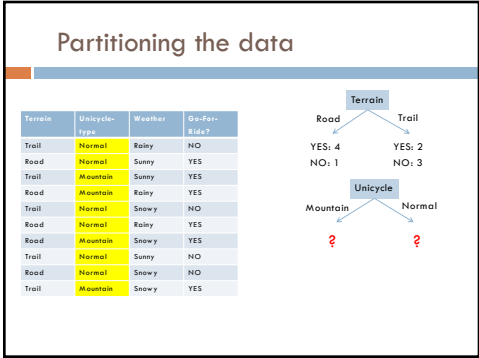 Partitioning the data
Terrain Unicycle-type Weather Go-For-Ride?
Trail Normal Rainy NO
Road Normal Sunny YES
Trail Mountain Sunny YES
Road Mountain Rainy YES
Trail Normal Snowy NO
Road Normal Rainy YES
Road Mountain Snowy YES
Trail Normal Sunny NO
Road Normal Snowy NO
Trail Mountain Snowy YES
Terrain
Road Trail
YES: 4 YES: 2
NO: 1 NO: 3
Unicycle
Mountain Normal
? ?